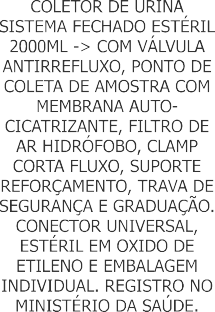 COLETOR DE URINA
SISTEMA FECHADO ESTÉRIL
2000ML -> COM VÁLVULA
ANTIRREFLUXO, PONTO DE
COLETA DE AMOSTRA COM
MEMBRANA AUTO-
CICATRIZANTE, FILTRO DE
AR HIDRÓFOBO, CLAMP
CORTA FLUXO, SUPORTE
REFORÇAMENTO, TRAVA DE
SEGURANÇA E GRADUAÇÃO.
CONECTOR UNIVERSAL,
ESTÉRIL EM OXIDO DE
ETILENO E EMBALAGEM
INDIVIDUAL. REGISTRO NO
MINISTÉRIO DA SAÚDE.